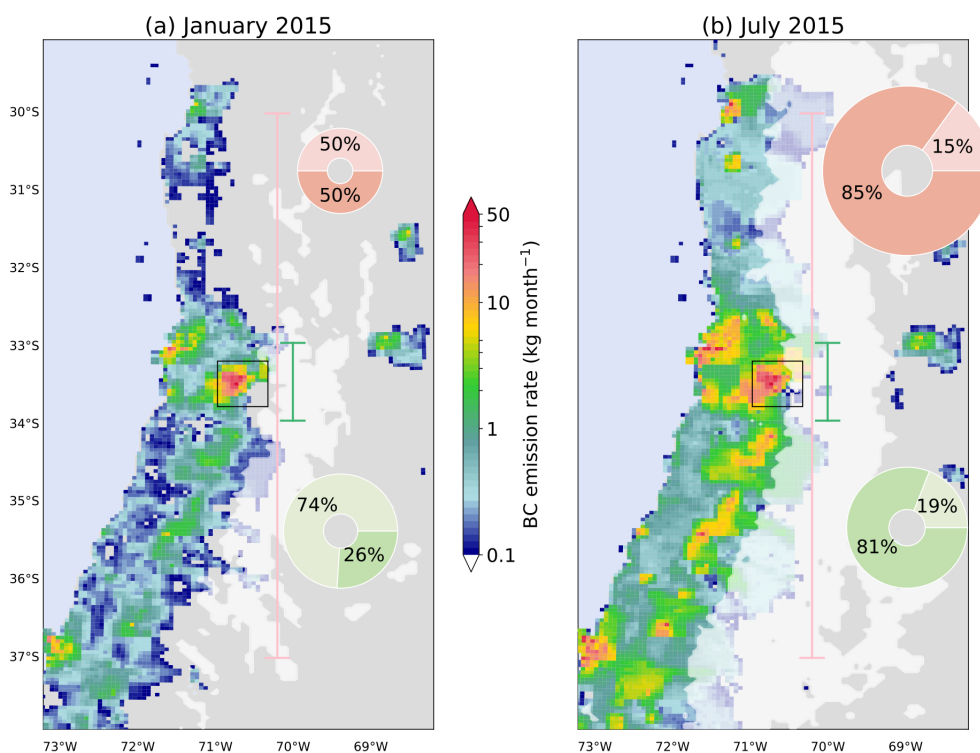 (a) January 2015
(b) July 2015
30°S
31°S
32°S
33°S
34°S
35°S
36°S
37°S
50%
50%
74%
26%
50
10
1
0.1
BC emission rate (kg month⁻¹)
15%
85%
19%
81%
73°W
72°W
71°W
70°W
69°W
73°W
72°W
71°W
70°W
69°W